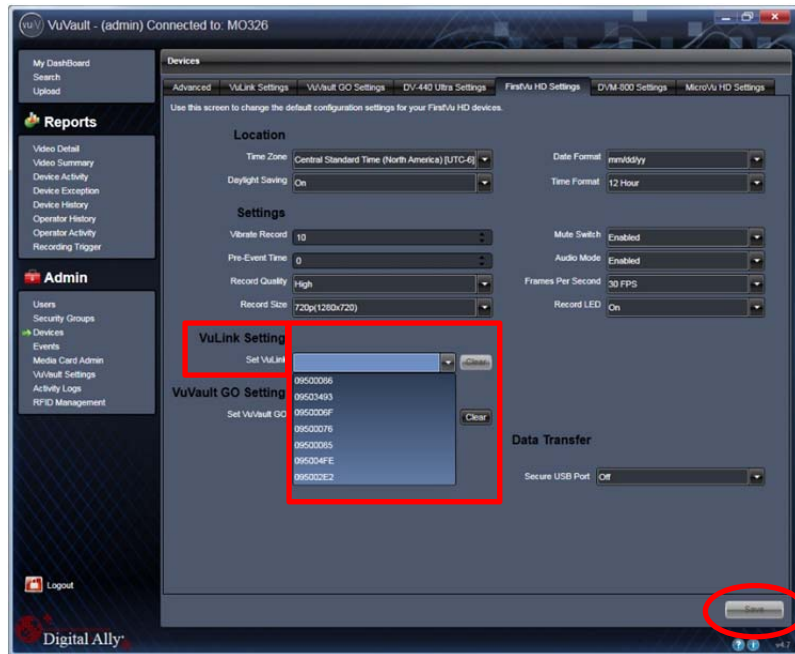 VuVault - (admin) Connected to: MO326
My DashBoard
Search
Upload
Reports
Video Detail
Video Summary
Device Activity
Device Exception
Device History
Operator History
Operator Activity
Recording Trigger
Admin
Users
Security Groups
Devices
Events
Media Card Admin
VuVault Settings
Activity Logs
RFID Management
Logout
Digital Ally
Devices
Advanced VuLink Settings VuVault GO Settings DV-440 Ultra Settings FirstVu HD Settings DVM-800 Settings MicroVu HD Settings
Use this screen to change the default configuration settings for your FirstVu HD devices.
Location
Time Zone Central Standard Time (North America) [UTC-6] Date Format mm/dd/yy
Daylight Saving On Time Format 12 Hour
Settings
Vibrate Record 10 Mute Switch Enabled
Pre-Event Time 0 Audio Mode Enabled
Record Quality High Frames Per Second 30 FPS
Record Size 720p(1280x720) Record LED On
VuLink Setting
Set VuLink Clear
09500086
09503493
VuVault GO Setting
0950006F
Set VuVault GO Clear
09500076
09500065
095004FE
095002E2
Data Transfer
Secure USB Port Off
Save
v4.7